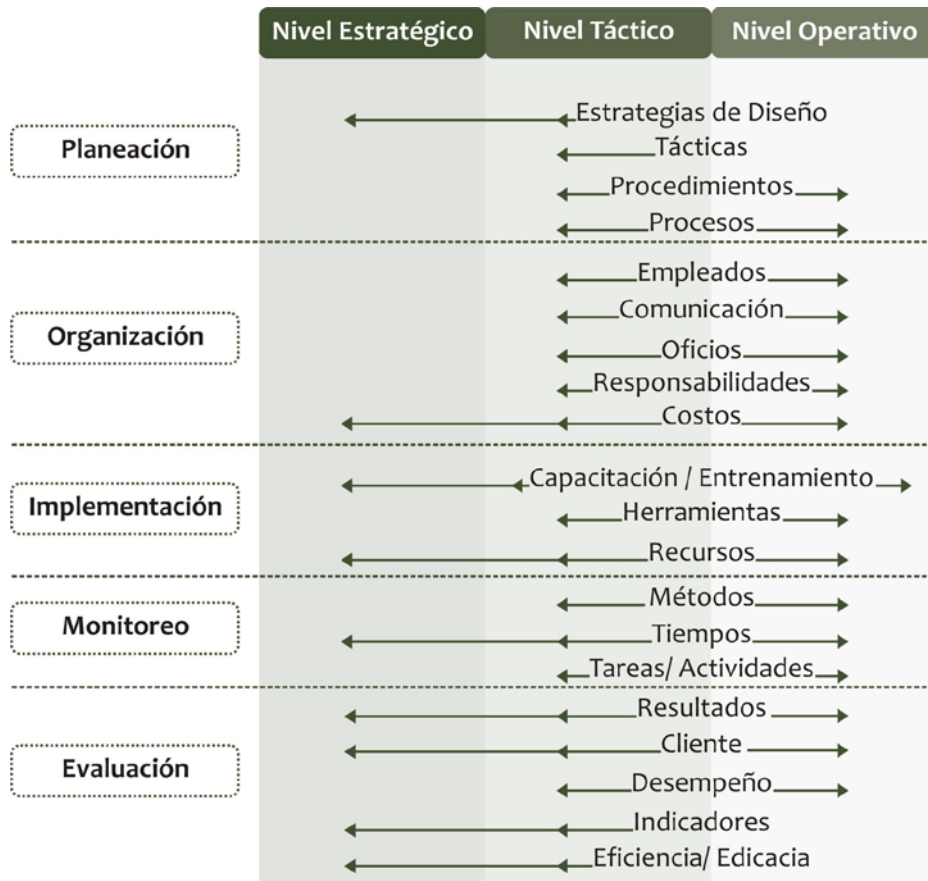 Nivel Estratégico
Nivel Táctico
Nivel Operativo
Planeación
Estrategias de Diseño
Tácticas
Procedimientos
Procesos
Organización
Empleados
Comunicación
Oficios
Responsabilidades
Costos
Implementación
Capacitación / Entrenamiento
Herramientas
Recursos
Monitoreo
Métodos
Tiempos
Tareas/ Actividades
Evaluación
Resultados
Cliente
Desempeño
Indicadores
Eficiencia/ Edicacia